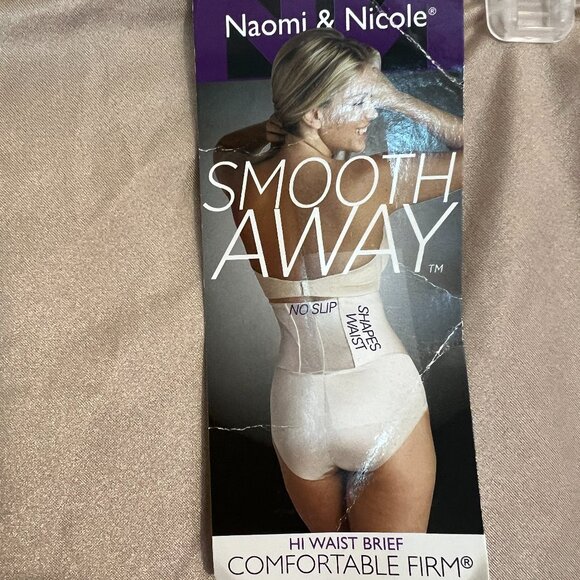 Naomi & Nicole®
SMOOTH
AWAY™
NO SLIP
SHAPES
WAIST
HI WAIST BRIEF
COMFORTABLE FIRM®